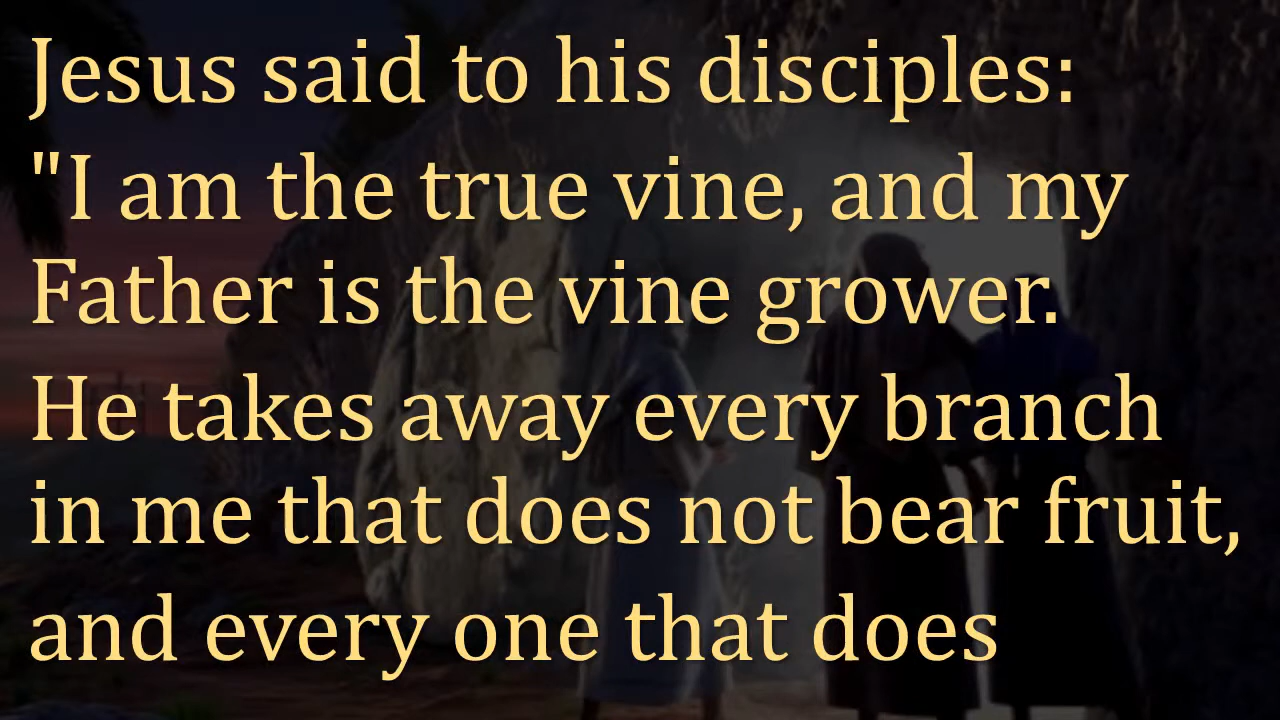 Jesus said to his disciples:
"I am the true vine, and my
Father is the vine grower.
He takes away every branch
in me that does not bear fruit,
and every one that does